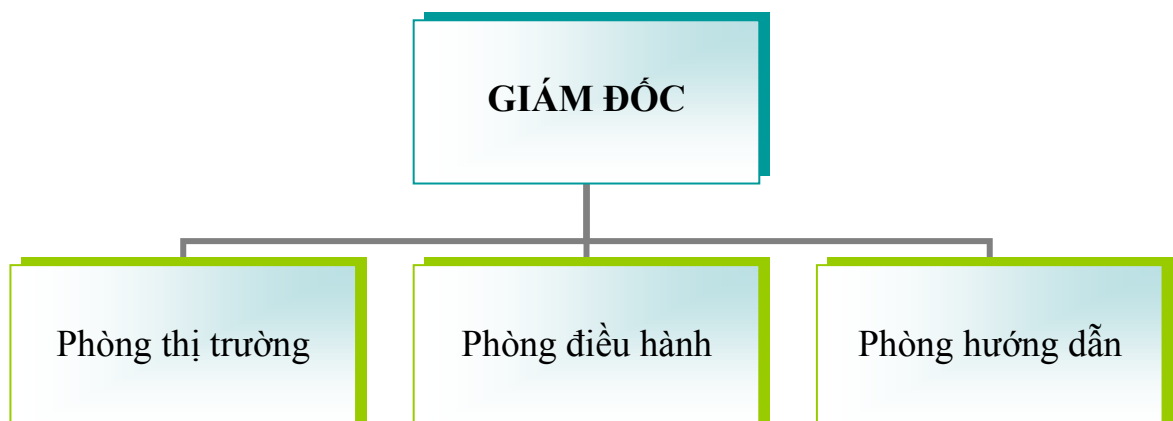 GIÁM ĐỐC
Phòng thị trường
Phòng điều hành
Phòng hướng dẫn